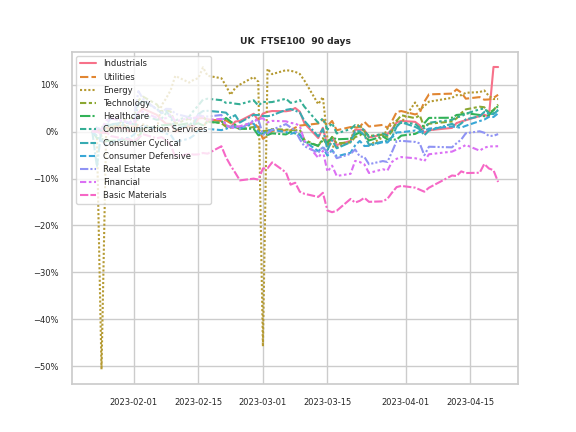 UK FTSE100 90 days
Industrials
Utilities
Energy
Technology
Healthcare
Communication Services
Consumer Cyclical
Consumer Defensive
Real Estate
Financial
Basic Materials
10%
0%
−10%
−20%
−30%
−40%
−50%
2023-02-01 2023-02-15 2023-03-01 2023-03-15 2023-04-01 2023-04-15